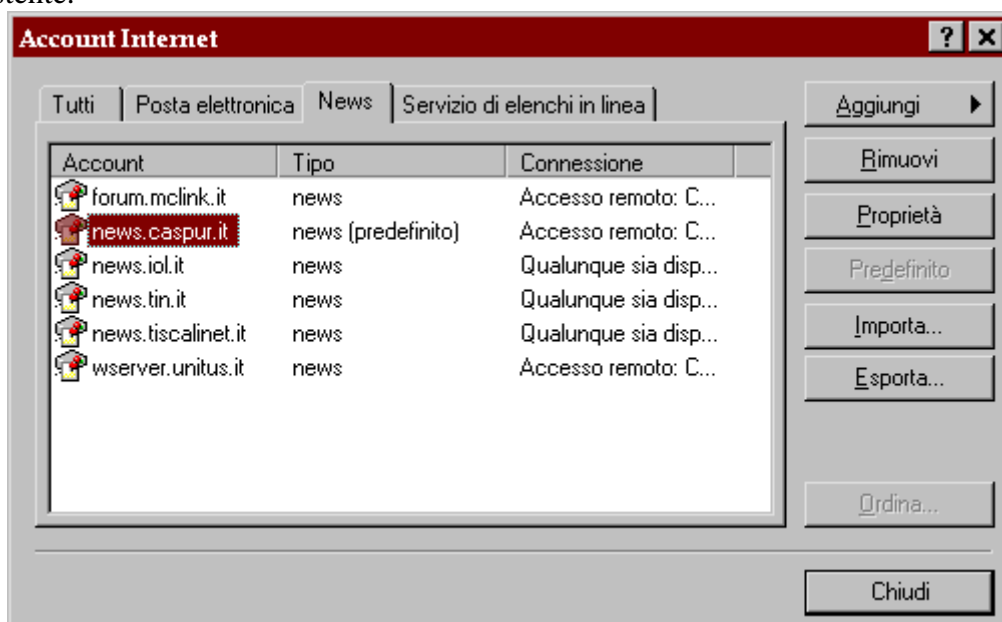 Account Internet
Tutti Posta elettronica News Servizio di elenchi in linea
Aggiungi
Rimuovi
Proprietà
Predefinito
Importa...
Esporta...
Ordina...
Account Tipo Connessione
forum.mclink.it news Accesso remoto: C...
news.caspur.it news (predefinito) Accesso remoto: C...
news.iol.it news Qualunque sia disp...
news.tin.it news Qualunque sia disp...
news.tiscalinet.it news Qualunque sia disp...
wserver.unitus.it news Accesso remoto: C...
Chiudi